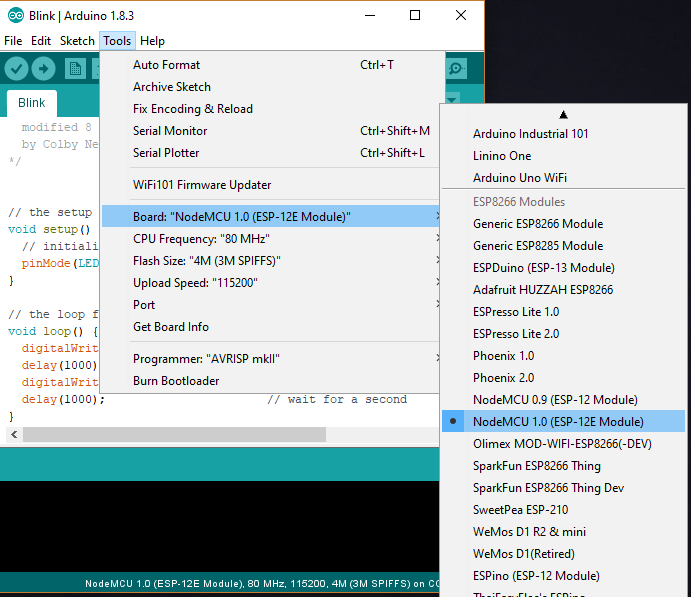 Blink | Arduino 1.8.3
File Edit Sketch Tools Help
Blink
modified 8
by Colby Ne
*/
// the setup
void setup()
// initiali
pinMode(LED
}
// the loop f
void loop() {
digitalWrit
delay(1000)
digitalWrit
delay(1000); // wait for a second
}
Auto Format Ctrl+T
Archive Sketch
Fix Encoding & Reload
Serial Monitor Ctrl+Shift+M
Serial Plotter Ctrl+Shift+L
WiFi101 Firmware Updater
Board: "NodeMCU 1.0 (ESP-12E Module)"
CPU Frequency: "80 MHz"
Flash Size: "4M (3M SPIFFS)"
Upload Speed: "115200"
Port
Get Board Info
Programmer: "AVRISP mkII"
Burn Bootloader
Arduino Industrial 101
Linino One
Arduino Uno WiFi
ESP8266 Modules
Generic ESP8266 Module
Generic ESP8285 Module
ESPDuino (ESP-13 Module)
Adafruit HUZZAH ESP8266
ESPresso Lite 1.0
ESPresso Lite 2.0
Phoenix 1.0
Phoenix 2.0
NodeMCU 0.9 (ESP-12 Module)
NodeMCU 1.0 (ESP-12E Module)
Olimex MOD-WIFI-ESP8266(-DEV)
SparkFun ESP8266 Thing
SparkFun ESP8266 Thing Dev
SweetPea ESP-210
WeMos D1 R2 & mini
WeMos D1(Retired)
ESPino (ESP-12 Module)
NodeMCU 1.0 (ESP-12E Module), 80 MHz, 115200, 4M (3M SPIFFS) on CO